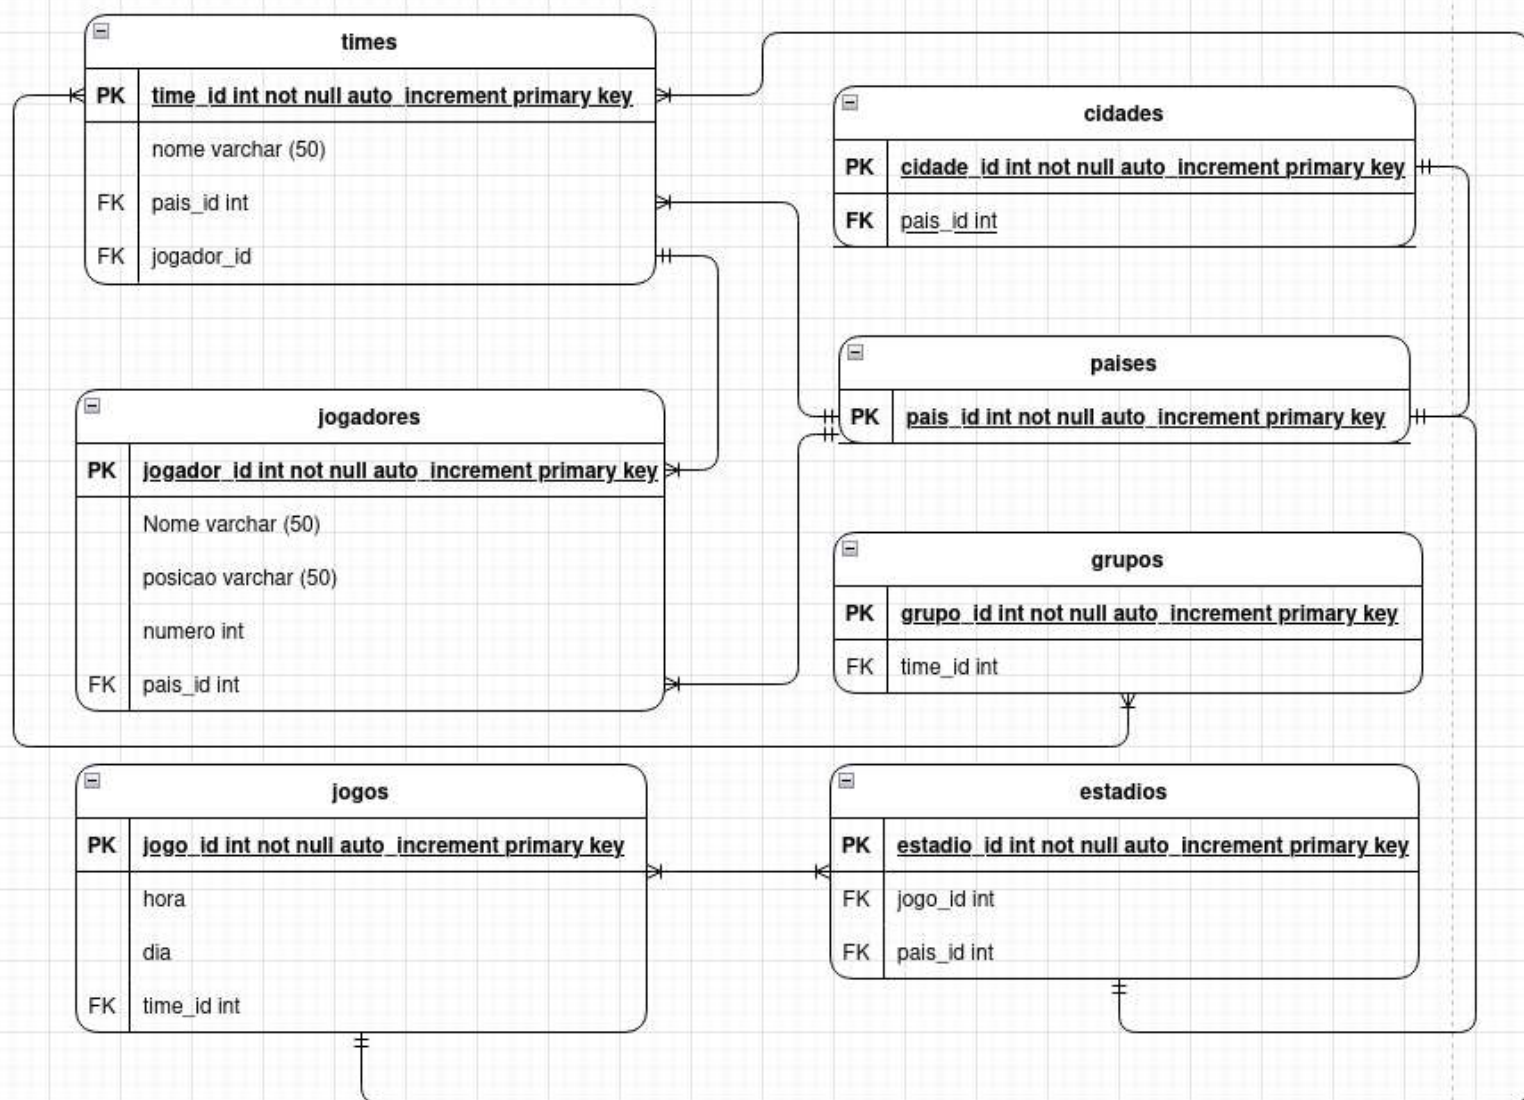 times
PK time_id int not null auto_increment primary key
nome varchar (50)
FK pais_id int
FK jogador_id
cidades
PK cidade_id int not null auto_increment primary key
FK pais_id int
paises
PK pais_id int not null auto_increment primary key
jogadores
PK jogador_id int not null auto_increment primary key
Nome varchar (50)
posicao varchar (50)
numero int
FK pais_id int
grupos
PK grupo_id int not null auto_increment primary key
FK time_id int
jogos
PK jogo_id int not null auto_increment primary key
hora
dia
FK time_id int
estadios
PK estadio_id int not null auto_increment primary key
FK jogo_id int
FK pais_id int